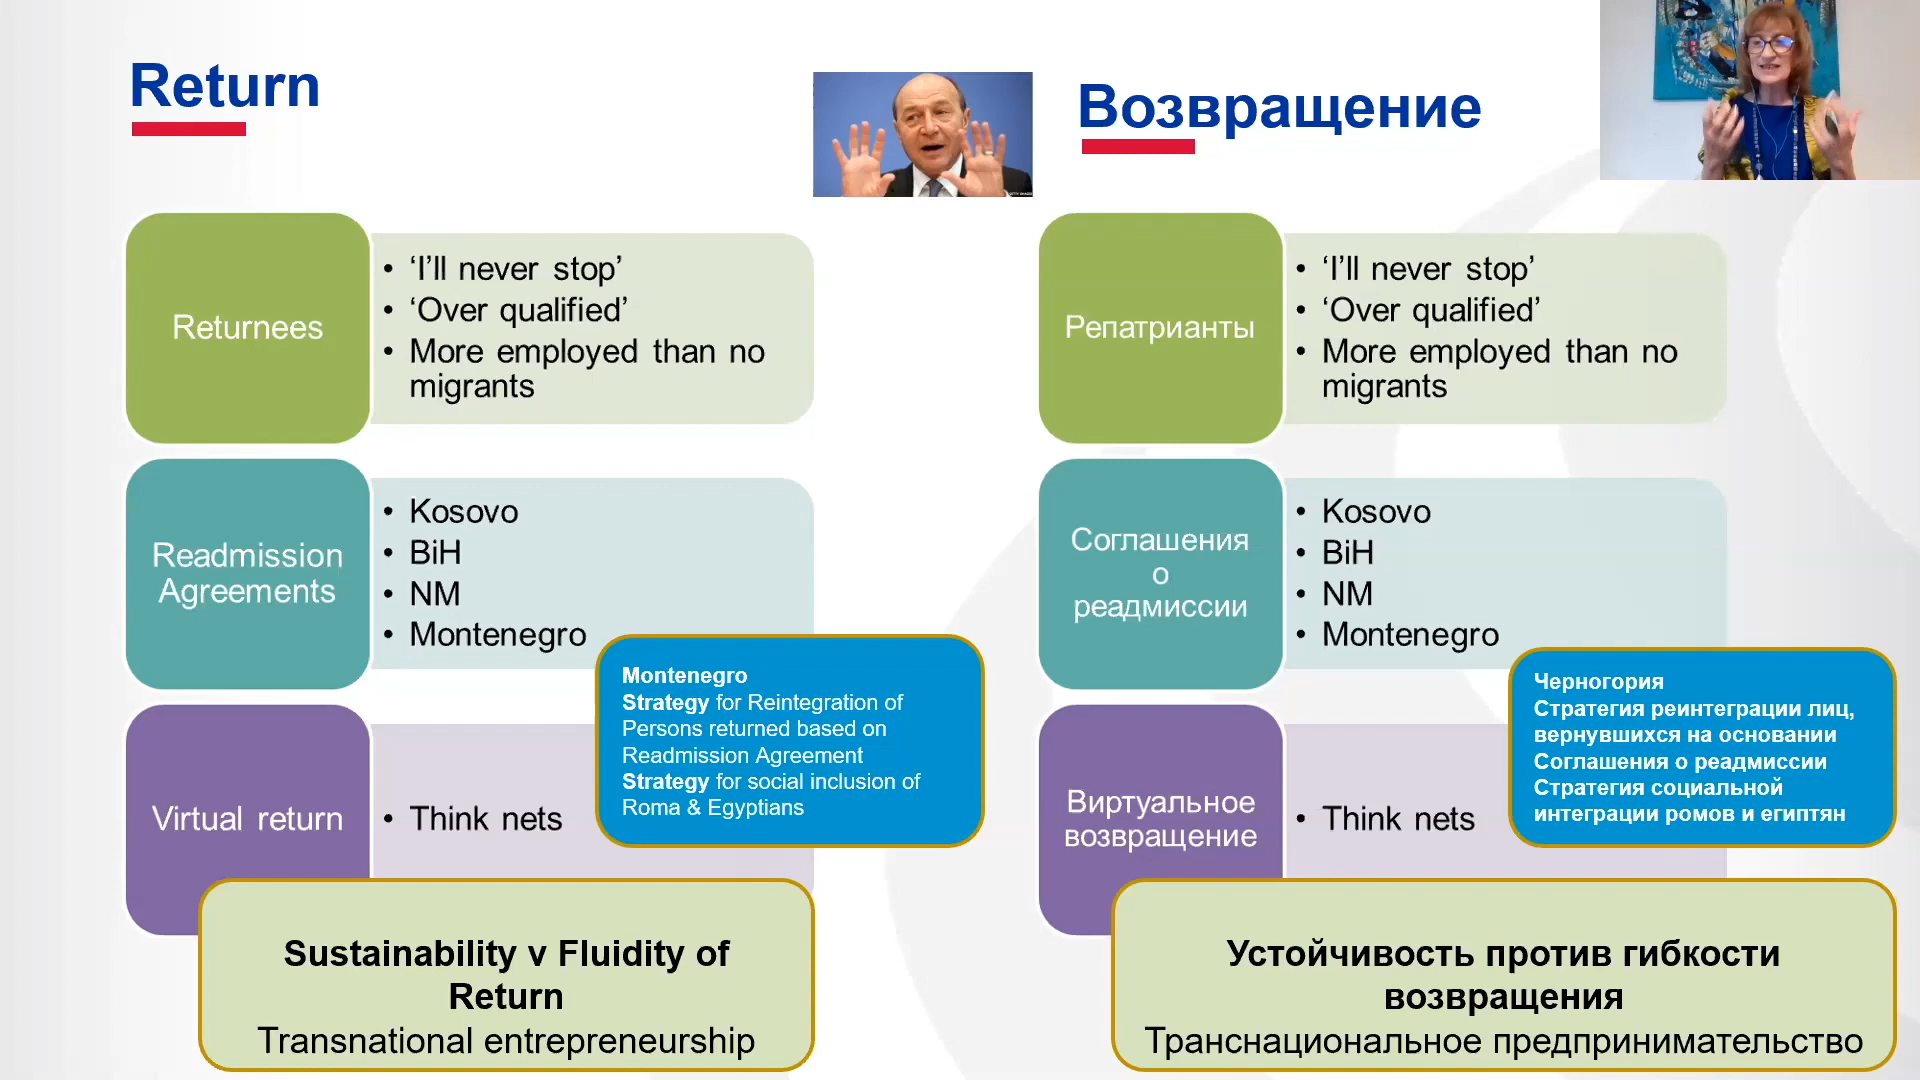 Return
Returnees
• ‘I’ll never stop’
• ‘Over qualified’
• More employed than no
migrants
Readmission
Agreements
• Kosovo
• BiH
• NM
• Montenegro
Montenegro
Strategy for Reintegration of
Persons returned based on
Readmission Agreement
Strategy for social inclusion of
Roma & Egyptians
Virtual return
• Think nets
Sustainability v Fluidity of
Return
Transnational entrepreneurship
Возвращение
Репатрианты
• ‘I’ll never stop’
• ‘Over qualified’
• More employed than no
migrants
Соглашения
о
реадмиссии
• Kosovo
• BiH
• NM
• Montenegro
Черногория
Стратегия реинтеграции лиц,
вернувшихся на основании
Соглашения о реадмиссии
Стратегия социальной
интеграции ромов и египтян
Виртуальное
возвращение
• Think nets
Устойчивость против гибкости
возвращения
Транснациональное предпринимательство